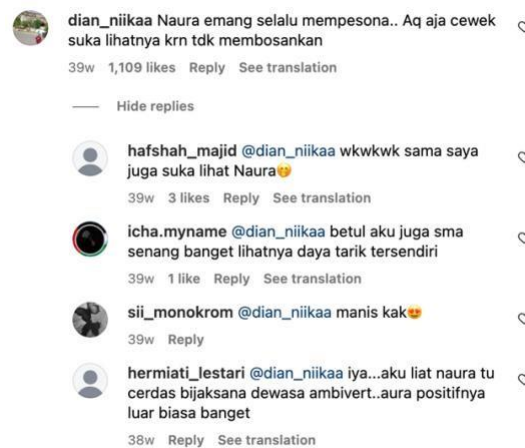 dian_niikaa Naura emang selalu mempesona.. Aq aja cewek
suka lihatnya krn tdk membosankan
39w 1,109 likes Reply See translation
Hide replies
hafshah_majid @dian_niikaa wkwkwk sama saya
juga suka lihat Naura🤭
39w 3 likes Reply See translation
icha.myname @dian_niikaa betul aku juga sma
senang banget lihatnya daya tarik tersendiri
39w 1 like Reply See translation
sii_monokrom @dian_niikaa manis kak😍
39w Reply
hermiati_lestari @dian_niikaa iya...aku liat naura tu
cerdas bijaksana dewasa ambivert..aura positifnya
luar biasa banget
38w Reply See translation